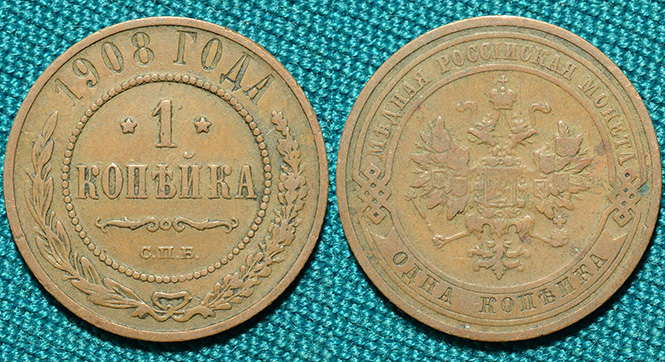 1908 ГОДА
1
КОПѢЙКА
С.П.Б.
МѢДНАЯ РОССІЙСКАЯ МОНЕТА
ОДНА КОПѢЙКА